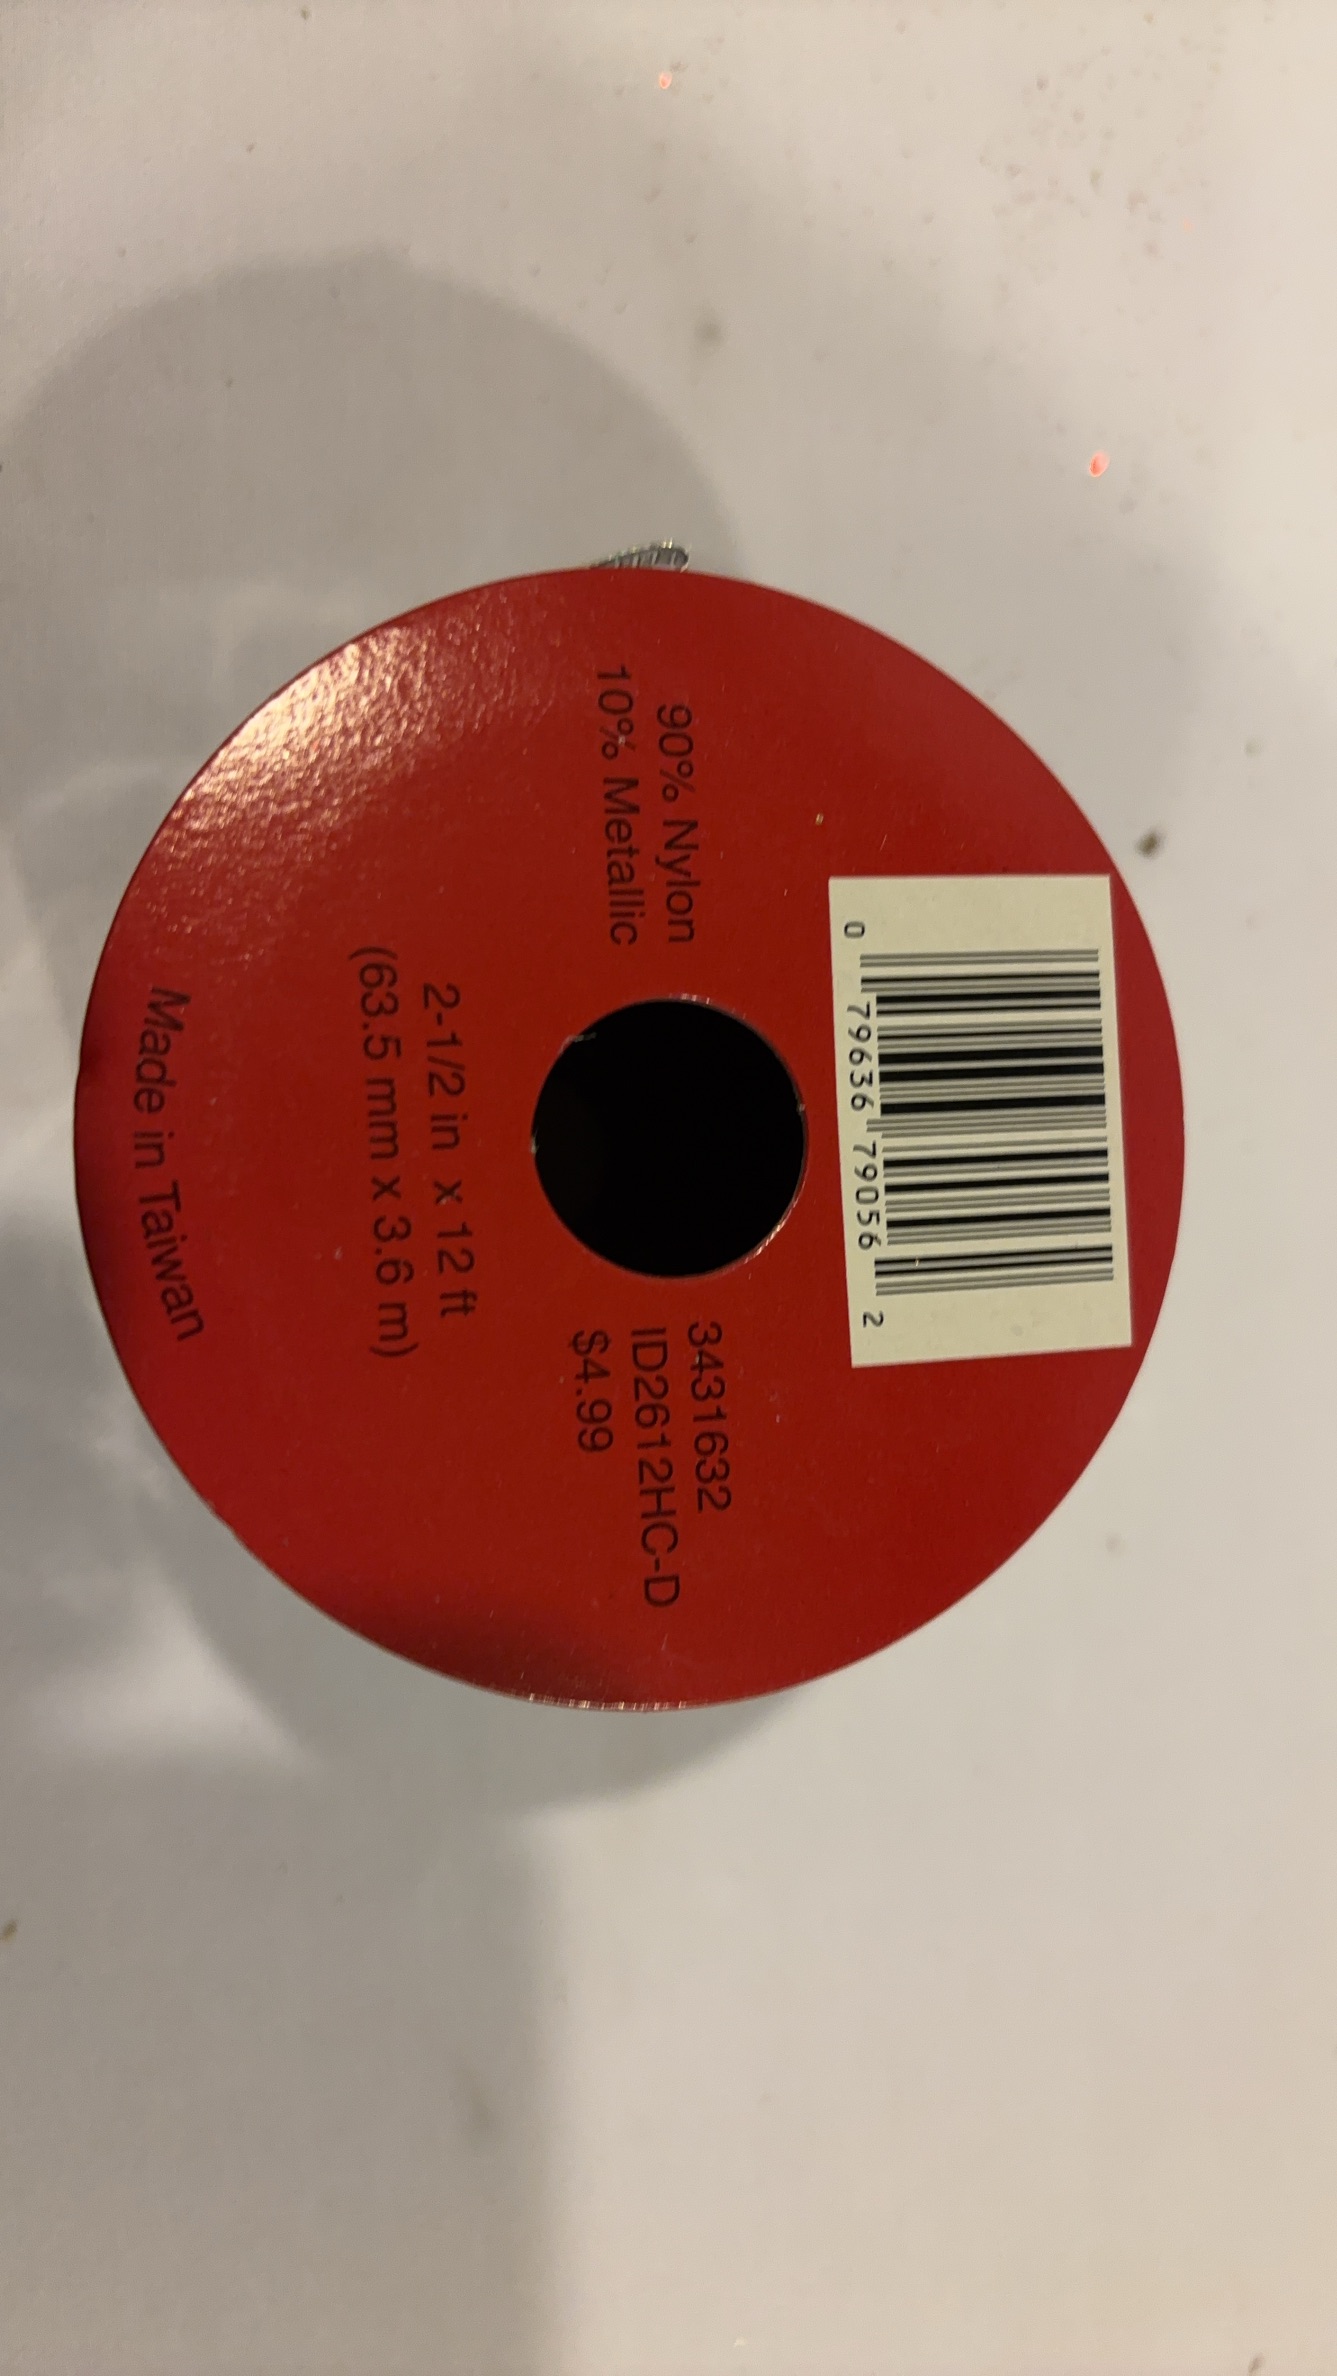 0 79636 79056 2
90% Nylon
10% Metallic
3431632
ID2612HC-D
$4.99
2-1/2 in x 12 ft
(63.5 mm x 3.6 m)
Made in Taiwan